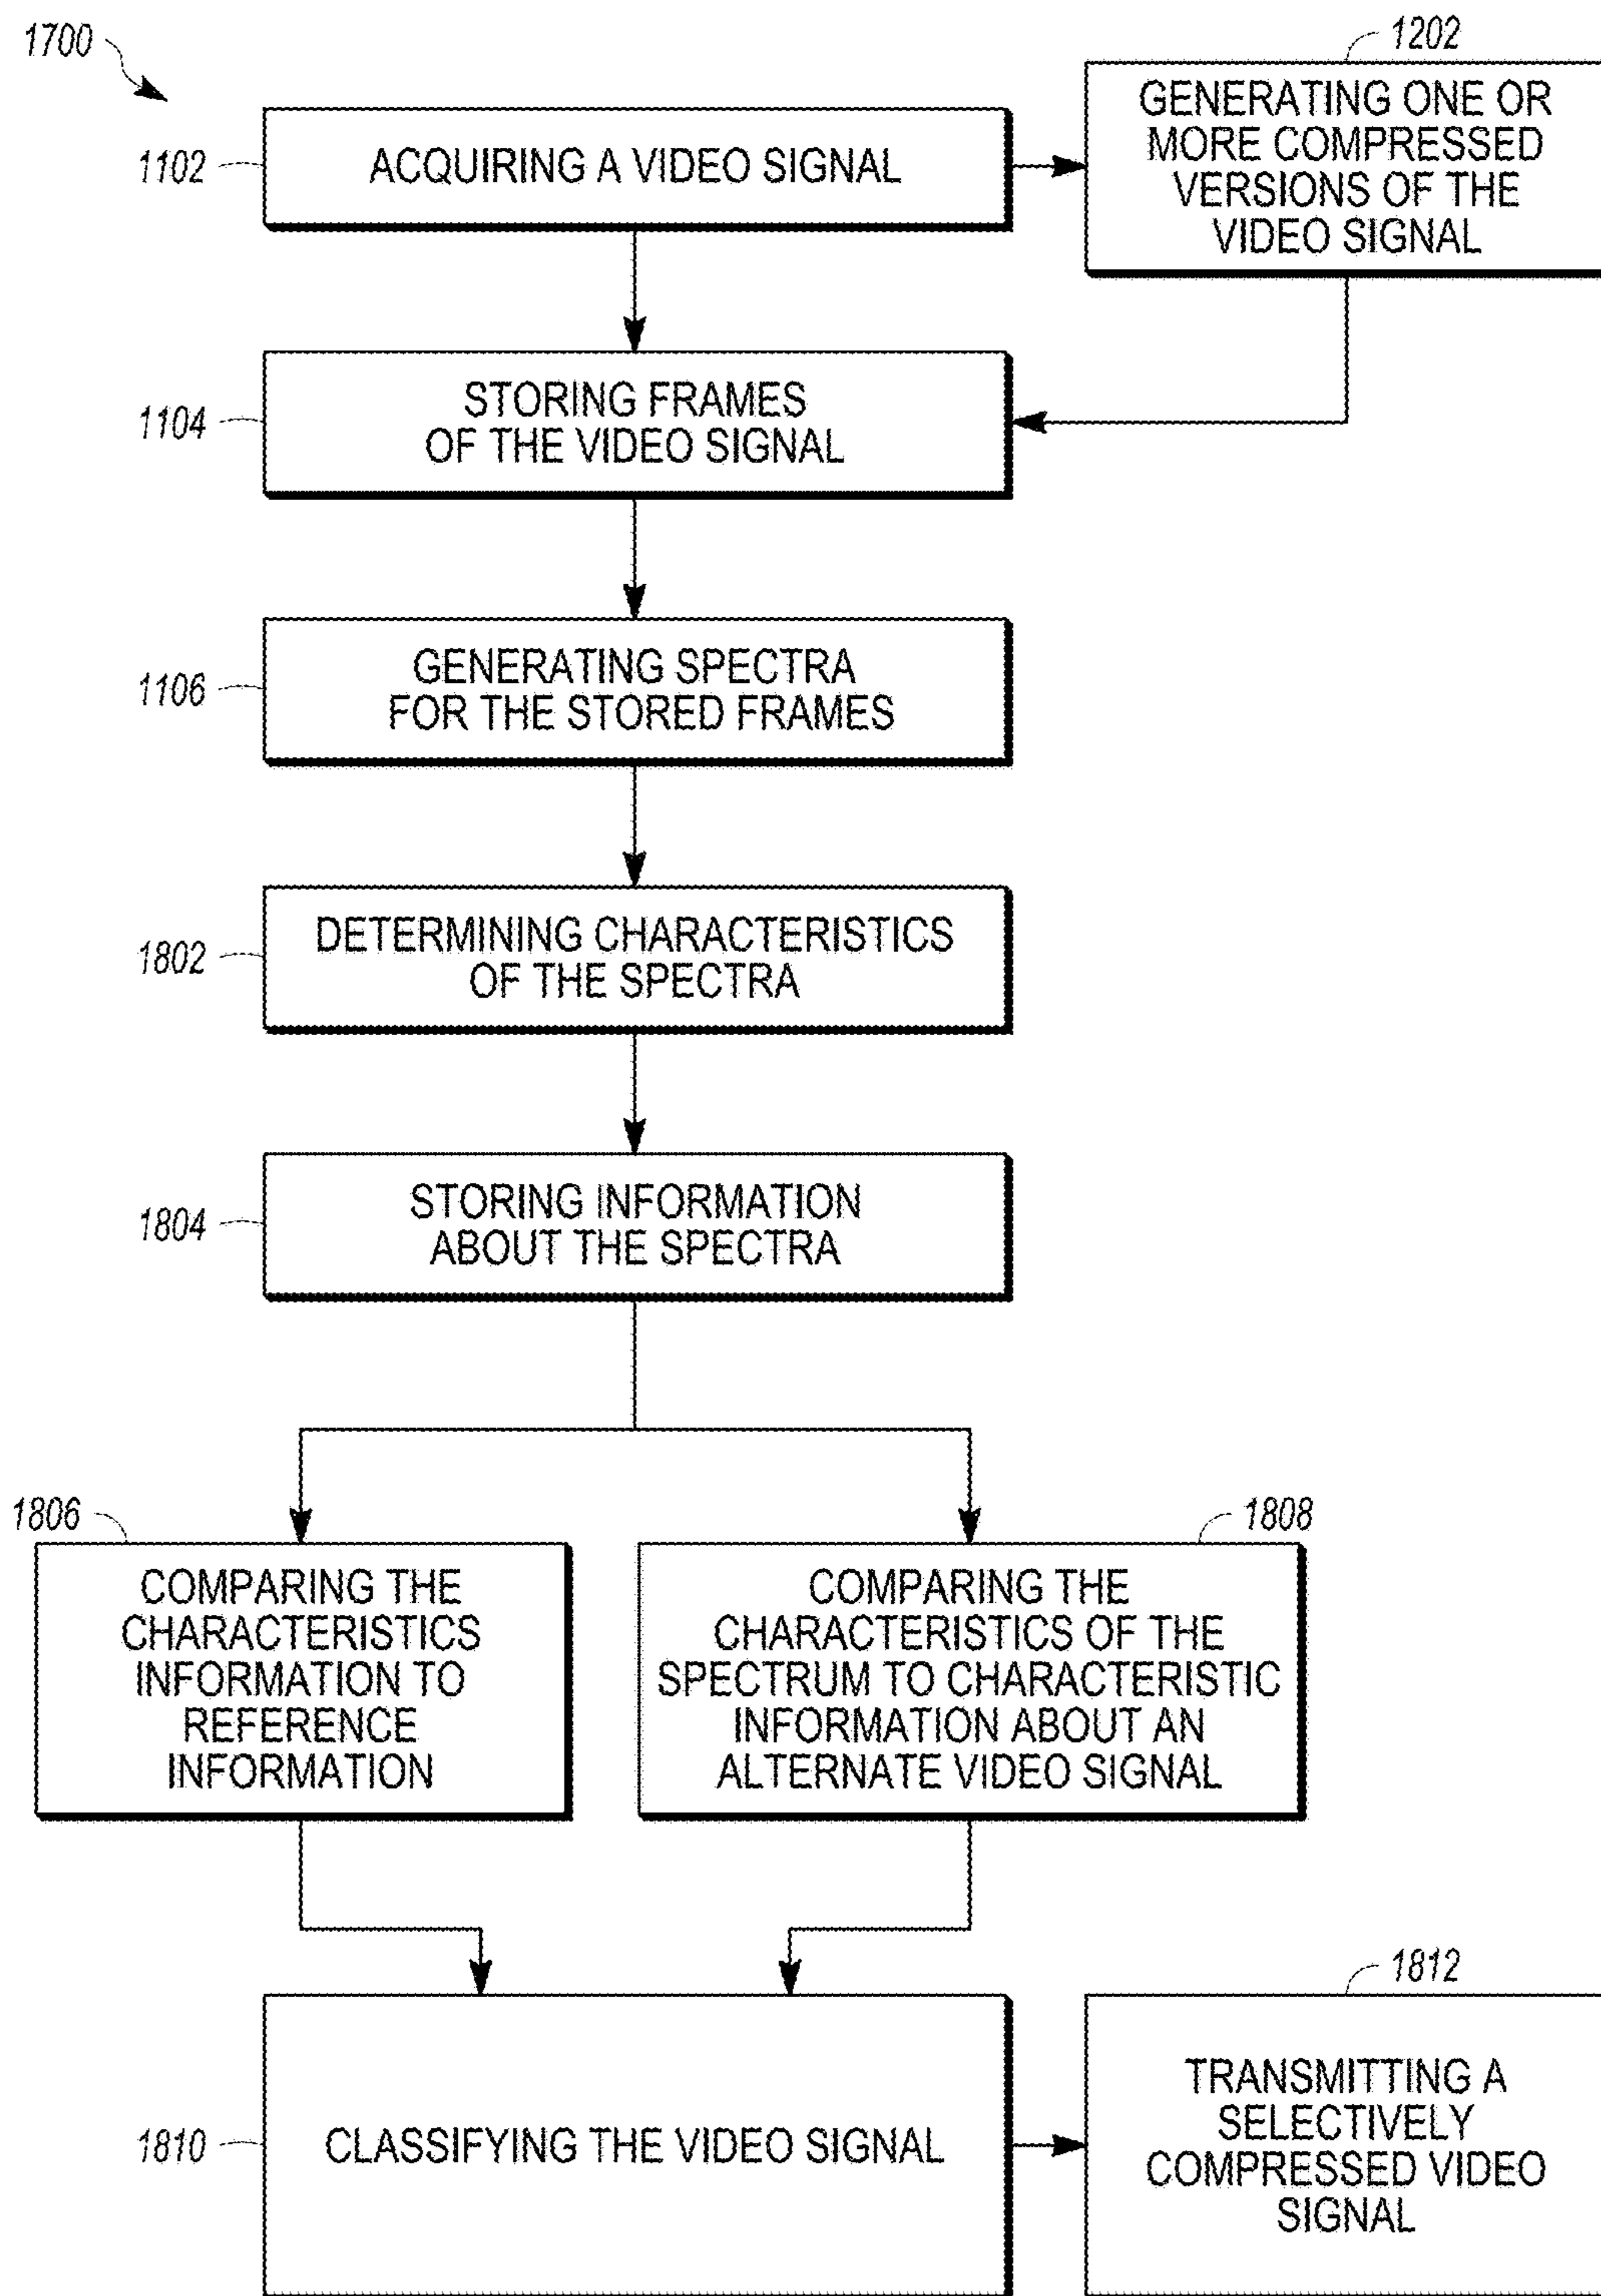 1700
1202
GENERATING ONE OR
MORE COMPRESSED
VERSIONS OF THE
VIDEO SIGNAL
1102
ACQUIRING A VIDEO SIGNAL
1104
STORING FRAMES
OF THE VIDEO SIGNAL
1106
GENERATING SPECTRA
FOR THE STORED FRAMES
1802
DETERMINING CHARACTERISTICS
OF THE SPECTRA
1804
STORING INFORMATION
ABOUT THE SPECTRA
1806
COMPARING THE
CHARACTERISTICS
INFORMATION TO
REFERENCE
INFORMATION
1808
COMPARING THE
CHARACTERISTICS OF THE
SPECTRUM TO CHARACTERISTIC
INFORMATION ABOUT AN
ALTERNATE VIDEO SIGNAL
1810
CLASSIFYING THE VIDEO SIGNAL
1812
TRANSMITTING A
SELECTIVELY
COMPRESSED VIDEO
SIGNAL